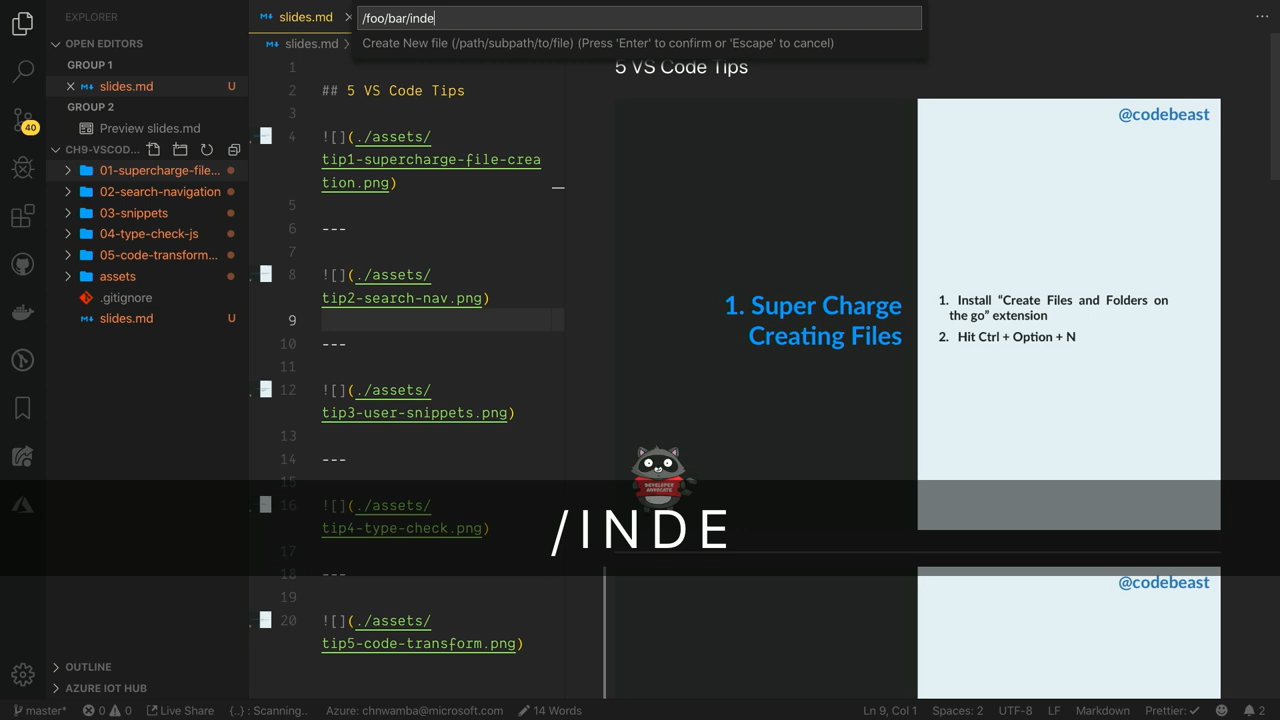 EXPLORER
OPEN EDITORS
GROUP 1
slides.md U
GROUP 2
Preview slides.md
CH9-VSCOD...
01-supercharge-file...
02-search-navigation
03-snippets
04-type-check-js
05-code-transform...
assets
.gitignore
slides.md U
OUTLINE
AZURE IOT HUB
40
slides.md
/foo/bar/inde
Create New file (/path/subpath/to/file) (Press 'Enter' to confirm or 'Escape' to cancel)
slides.md
1
2 ## 5 VS Code Tips
3
4 ![](./assets/
tip1-supercharge-file-crea
tion.png)
5
6 ---
7
8 ![](./assets/
tip2-search-nav.png)
9
10 ---
11
12 ![](./assets/
tip3-user-snippets.png)
13
14 ---
15
16 ![](./assets/
tip4-type-check.png)
17
18 ---
19
20 ![](./assets/
tip5-code-transform.png)
5 VS Code Tips
@codebeast
1. Super Charge
Creating Files
1. Install “Create Files and Folders on
the go” extension
2. Hit Ctrl + Option + N
DEVELOPER
ADVOCATE
/INDE
@codebeast
master* 0 0 Live Share {..} : Scanning.. Azure: chnwamba@microsoft.com 14 Words Ln 9, Col 1 Spaces: 2 UTF-8 LF Markdown Prettier: ✓ 2